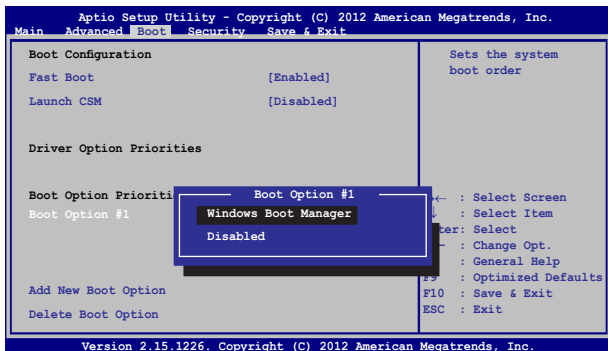 Aptio Setup Utility - Copyright (C) 2012 American Megatrends, Inc.
Main Advanced Boot Security Save & Exit
Boot Configuration
Fast Boot [Enabled]
Launch CSM [Disabled]
Driver Option Priorities
Boot Option Prioriti
Boot Option #1
Add New Boot Option
Delete Boot Option
Boot Option #1
Windows Boot Manager
Disabled
Sets the system
boot order
← : Select Screen
: Select Item
ter: Select
: Change Opt.
: General Help
F9 : Optimized Defaults
F10 : Save & Exit
ESC : Exit
Version 2.15.1226. Copyright (C) 2012 American Megatrends, Inc.